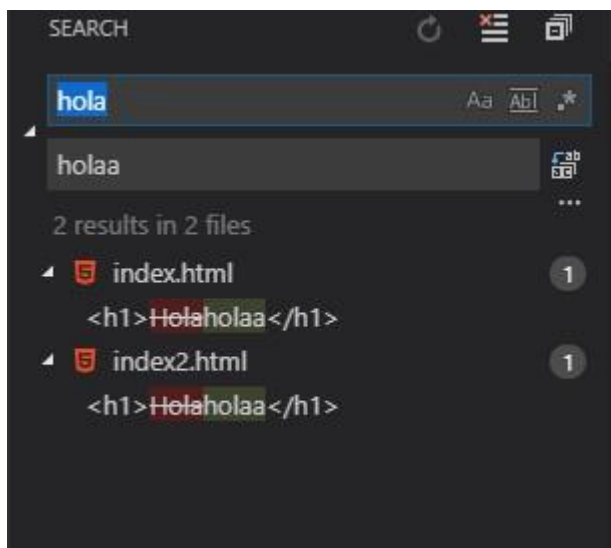 SEARCH
hola Aa Abl .*
holaa
...
2 results in 2 files
index.html 1
<h1>Holaholaa</h1>
index2.html 1
<h1>Holaholaa</h1>